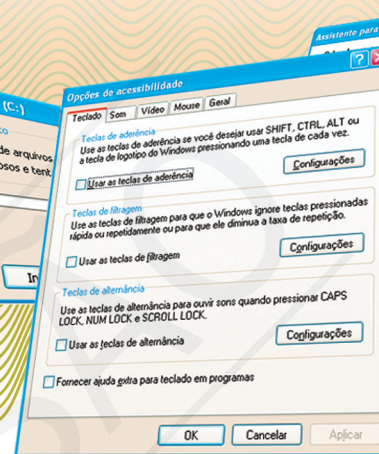 Assistente para
(C:)
de arquivos
osos e tent
In
Opções de acessibilidade
Teclado Som Vídeo Mouse Geral
Teclas de aderência
Use as teclas de aderência se você desejar usar SHIFT, CTRL, ALT ou
a tecla de logotipo do Windows pressionando uma tecla de cada vez.
Configurações
Usar as teclas de aderência
Teclas de filtragem
Use as teclas de filtragem para que o Windows ignore teclas pressionadas
rápida ou repetidamente ou para que ele diminua a taxa de repetição.
Configurações
Usar as teclas de filtragem
Teclas de alternância
Use as teclas de alternância para ouvir sons quando pressionar CAPS
LOCK, NUM LOCK e SCROLL LOCK.
Usar as teclas de alternância
Configurações
Fornecer ajuda extra para teclado em programas
OK Cancelar Aplicar